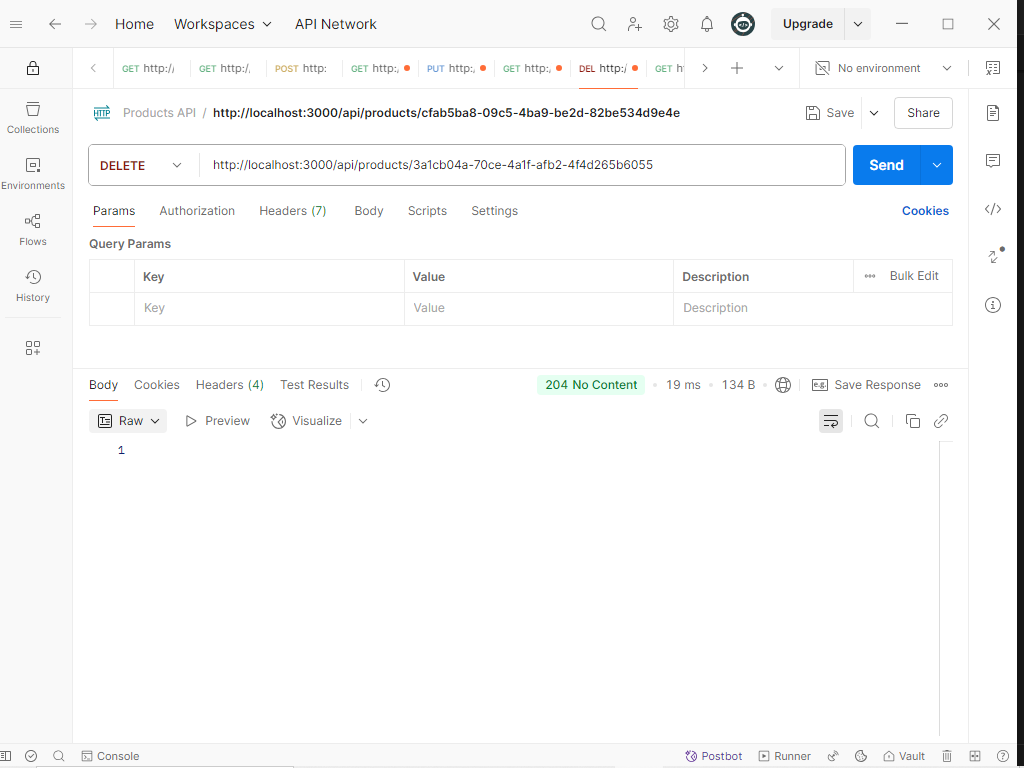 Home Workspaces API Network Upgrade
GET http:/ GET http:/ POST http: GET http: PUT http: GET http: DEL http:/ GET h No environment
HTTP Products API / http://localhost:3000/api/products/cfab5ba8-09c5-4ba9-be2d-82be534d9e4e Save Share
Collections
Environments
Flows
History
DELETE http://localhost:3000/api/products/3a1cb04a-70ce-4a1f-afb2-4f4d265b6055 Send
Params Authorization Headers (7) Body Scripts Settings Cookies
Query Params
Key Value Description Bulk Edit
Key Value Description
Body Cookies Headers (4) Test Results 204 No Content 19 ms 134 B e.g. Save Response
Raw Preview Visualize
1
Console Postbot Runner Vault